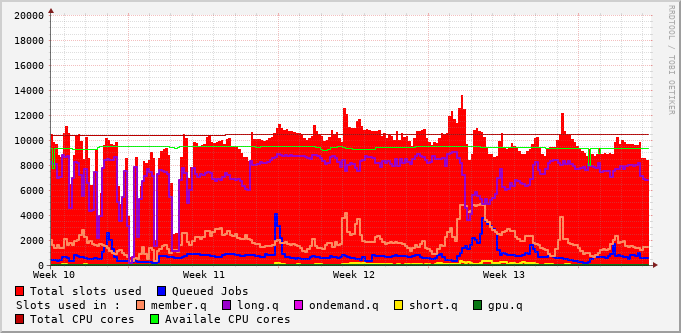 20000
18000
16000
14000
12000
10000
8000
6000
4000
2000
0
Week 10 Week 11 Week 12 Week 13
RRDTOOL / TOBI OETIKER
Total slots used Queued Jobs
Slots used in : member.q long.q ondemand.q short.q gpu.q
Total CPU cores Availale CPU cores